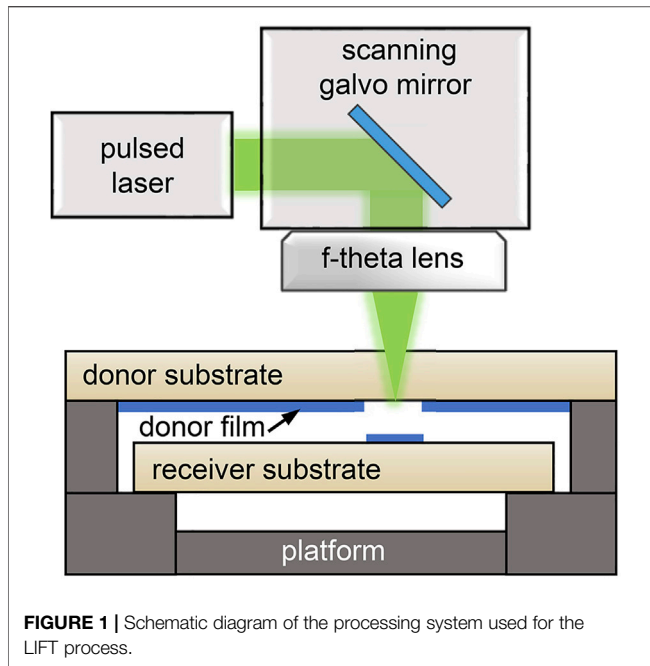 scanning
galvo mirror
pulsed
laser
f-theta lens
donor substrate
donor film
receiver substrate
platform
FIGURE 1 | Schematic diagram of the processing system used for the
LIFT process.